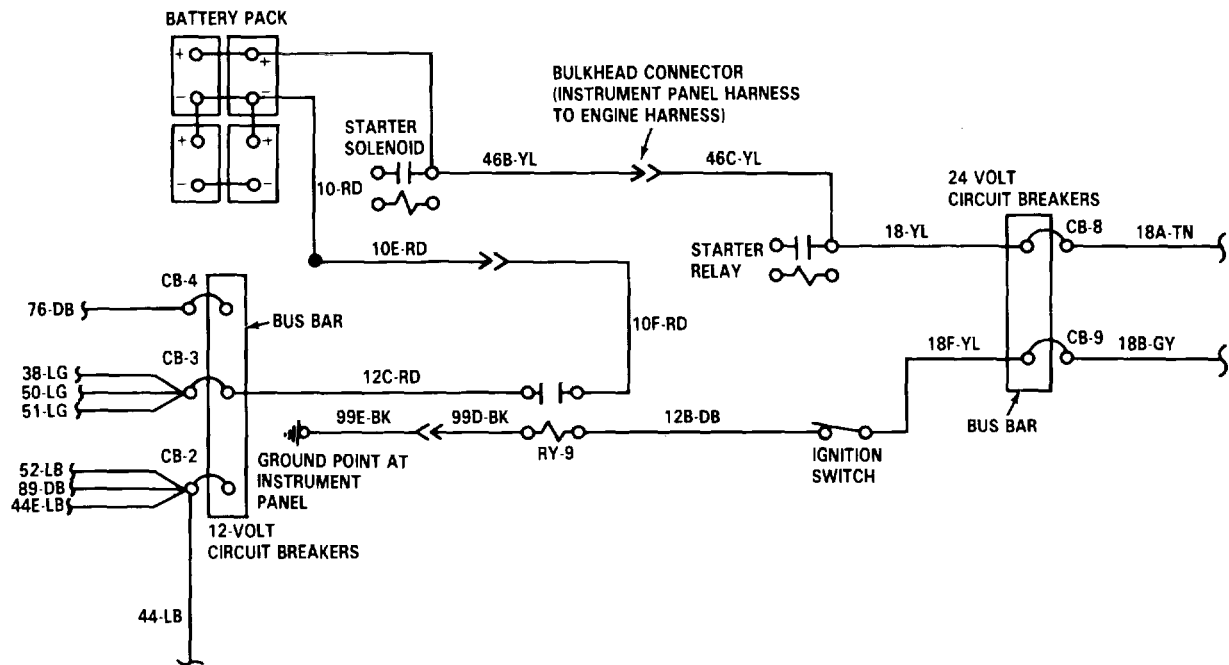 BATTERY PACK
+
+
−
−
+
+
−
−
BULKHEAD CONNECTOR
(INSTRUMENT PANEL HARNESS
TO ENGINE HARNESS)
STARTER
SOLENOID
46B-YL
46C-YL
10-RD
24 VOLT
CIRCUIT BREAKERS
CB-8
18A-TN
18-YL
STARTER
RELAY
10E-RD
CB-4
76-DB
BUS BAR
10F-RD
CB-3
18F-YL
CB-9
18B-GY
38-LG
50-LG
51-LG
12C-RD
99E-BK
99D-BK
12B-DB
BUS BAR
RY-9
IGNITION
SWITCH
CB-2
GROUND POINT AT
INSTRUMENT
PANEL
52-LB
89-DB
44E-LB
12-VOLT
CIRCUIT BREAKERS
44-LB